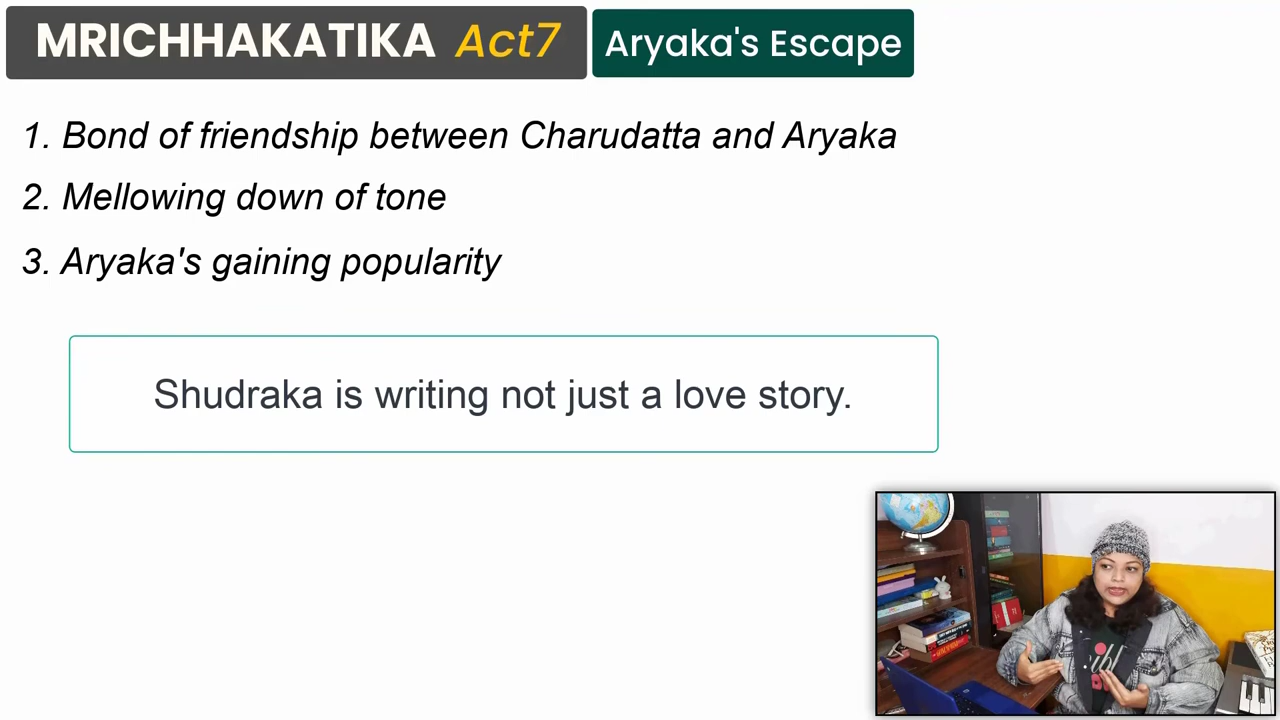 MRICHHAKATIKA Act7
Aryaka's Escape
1. Bond of friendship between Charudatta and Aryaka
2. Mellowing down of tone
3. Aryaka's gaining popularity
Shudraka is writing not just a love story.